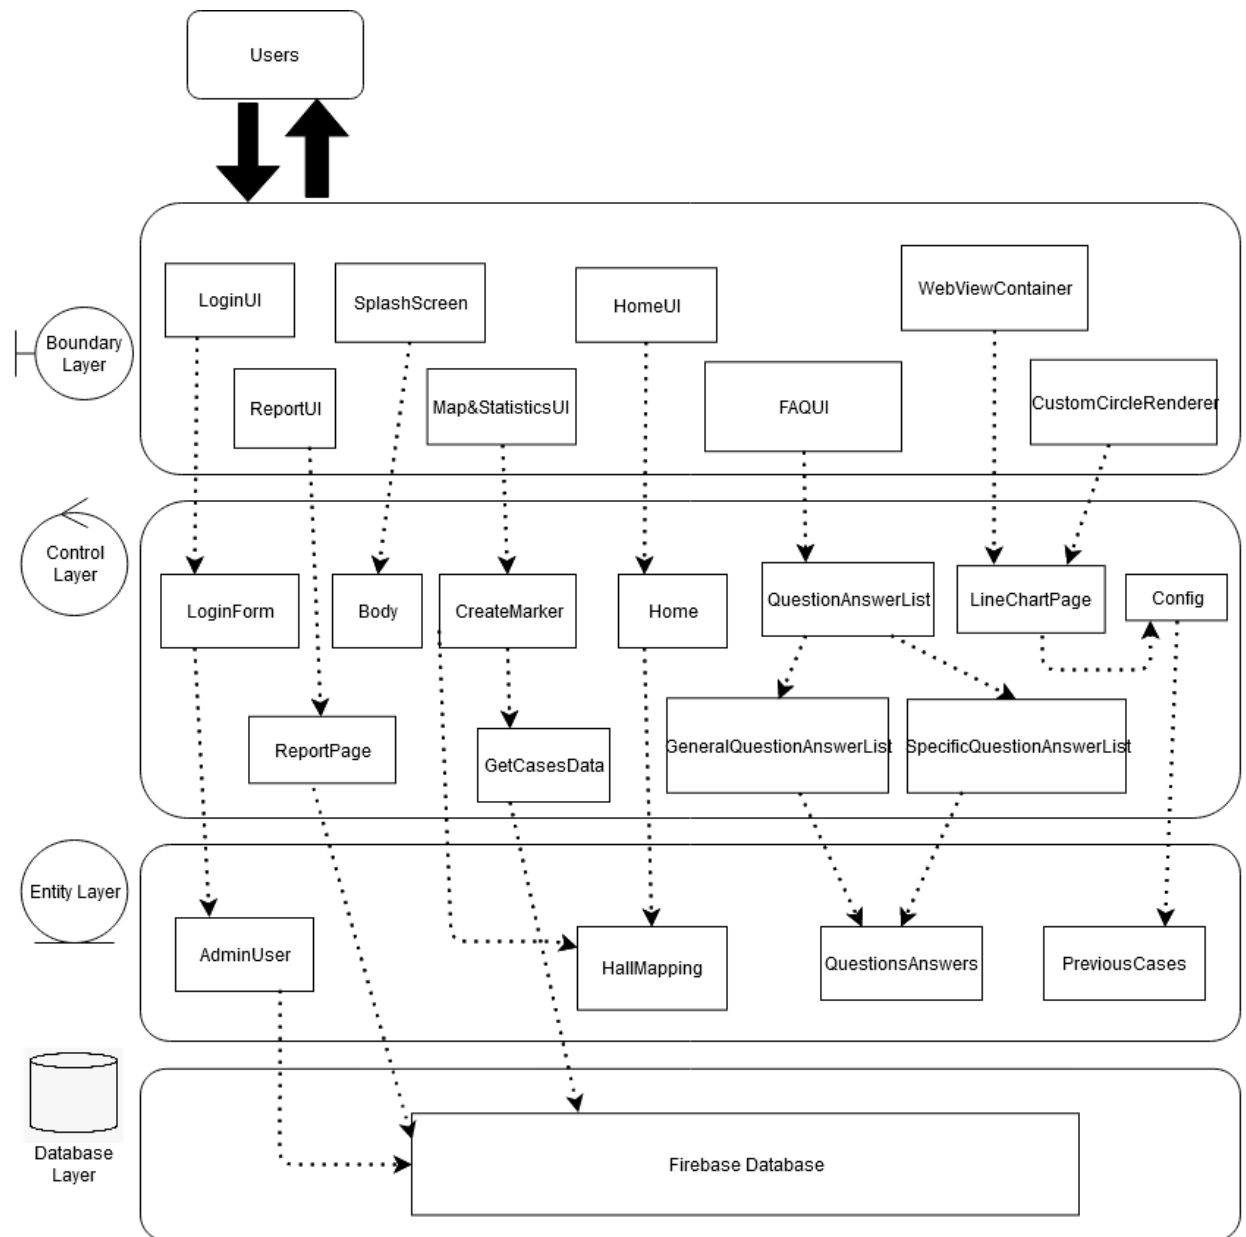 Users
LoginUI
SplashScreen
HomeUI
WebViewContainer
Boundary
Layer
ReportUI
Map&StatisticsUI
FAQUI
CustomCircleRenderer
Control
Layer
LoginForm
Body
CreateMarker
Home
QuestionAnswerList
LineChartPage
Config
ReportPage
GetCasesData
GeneralQuestionAnswerList
SpecificQuestionAnswerList
Entity Layer
AdminUser
HallMapping
QuestionsAnswers
PreviousCases
Database
Layer
Firebase Database